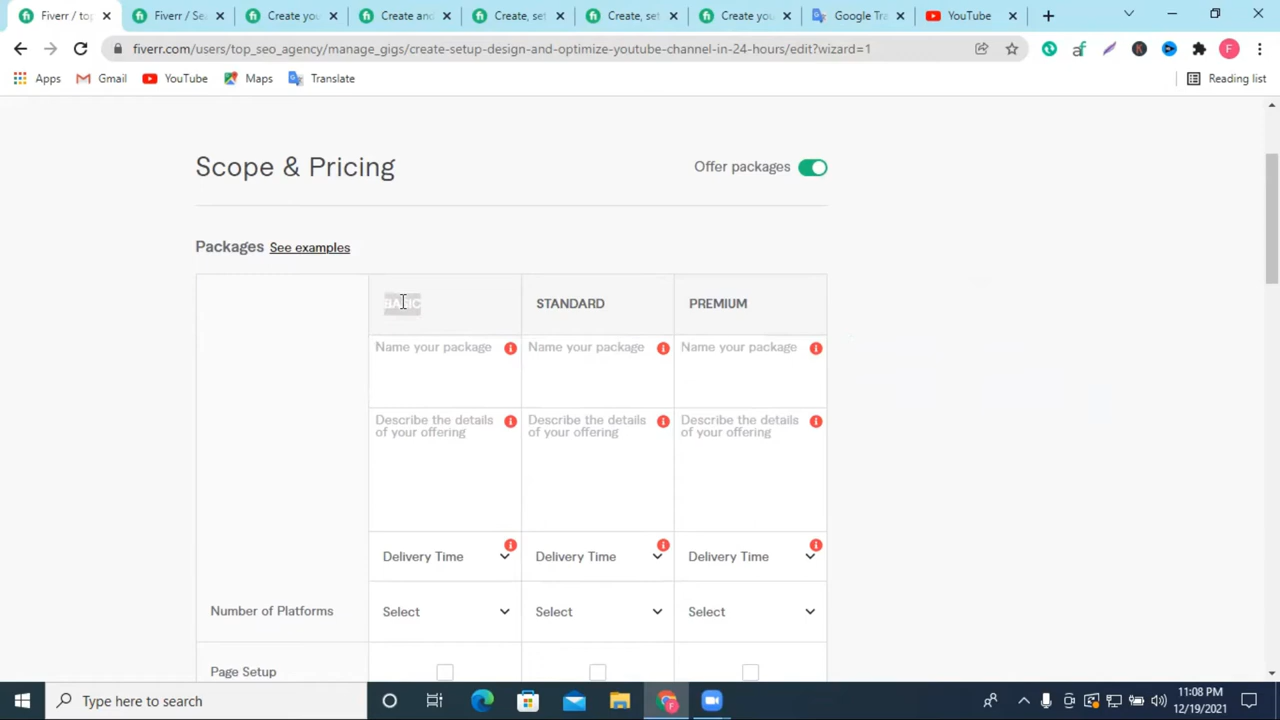 Fiverr / top
Fiverr / Se
Create you
Create and
Create, set
Create, set
Create you
Google Tra
YouTube
fiverr.com/users/top_seo_agency/manage_gigs/create-setup-design-and-optimize-youtube-channel-in-24-hours/edit?wizard=1
Apps
Gmail
YouTube
Maps
Translate
Reading list
Scope & Pricing
Offer packages
Packages See examples
BASIC
STANDARD
PREMIUM
Name your package
Name your package
Name your package
Describe the details
of your offering
Describe the details
of your offering
Describe the details
of your offering
Delivery Time
Delivery Time
Delivery Time
Number of Platforms
Select
Select
Select
Page Setup
Type here to search
11:08 PM
12/19/2021